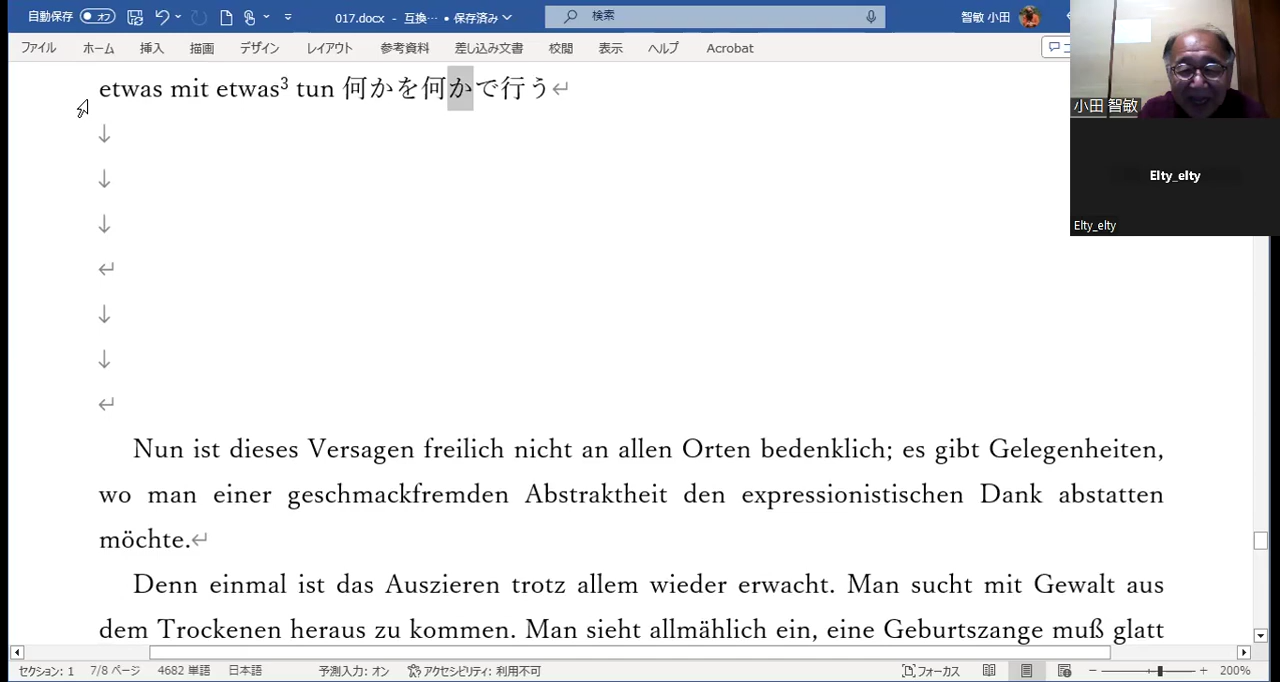 自動保存 オフ 017.docx - 互換… • 保存済み 検索 智敏 小田
ファイル ホーム 挿入 描画 デザイン レイアウト 参考資料 差し込み文書 校閲 表示 ヘルプ Acrobat
小田 智敏
Elty_elty
Elty_elty
etwas mit etwas³ tun 何かを何かで行う↵
↓
↓
↓
↵
↓
↓
↵
Nun ist dieses Versagen freilich nicht an allen Orten bedenklich; es gibt Gelegenheiten,
wo man einer geschmackfremden Abstraktheit den expressionistischen Dank abstatten
möchte.↵
Denn einmal ist das Auszieren trotz allem wieder erwacht. Man sucht mit Gewalt aus
dem Trockenen heraus zu kommen. Man sieht allmählich ein, eine Geburtszange muß glatt
セクション: 1 7/8 ページ 4682 単語 日本語 予測入力: オン アクセシビリティ: 利用不可 フォーカス 200%